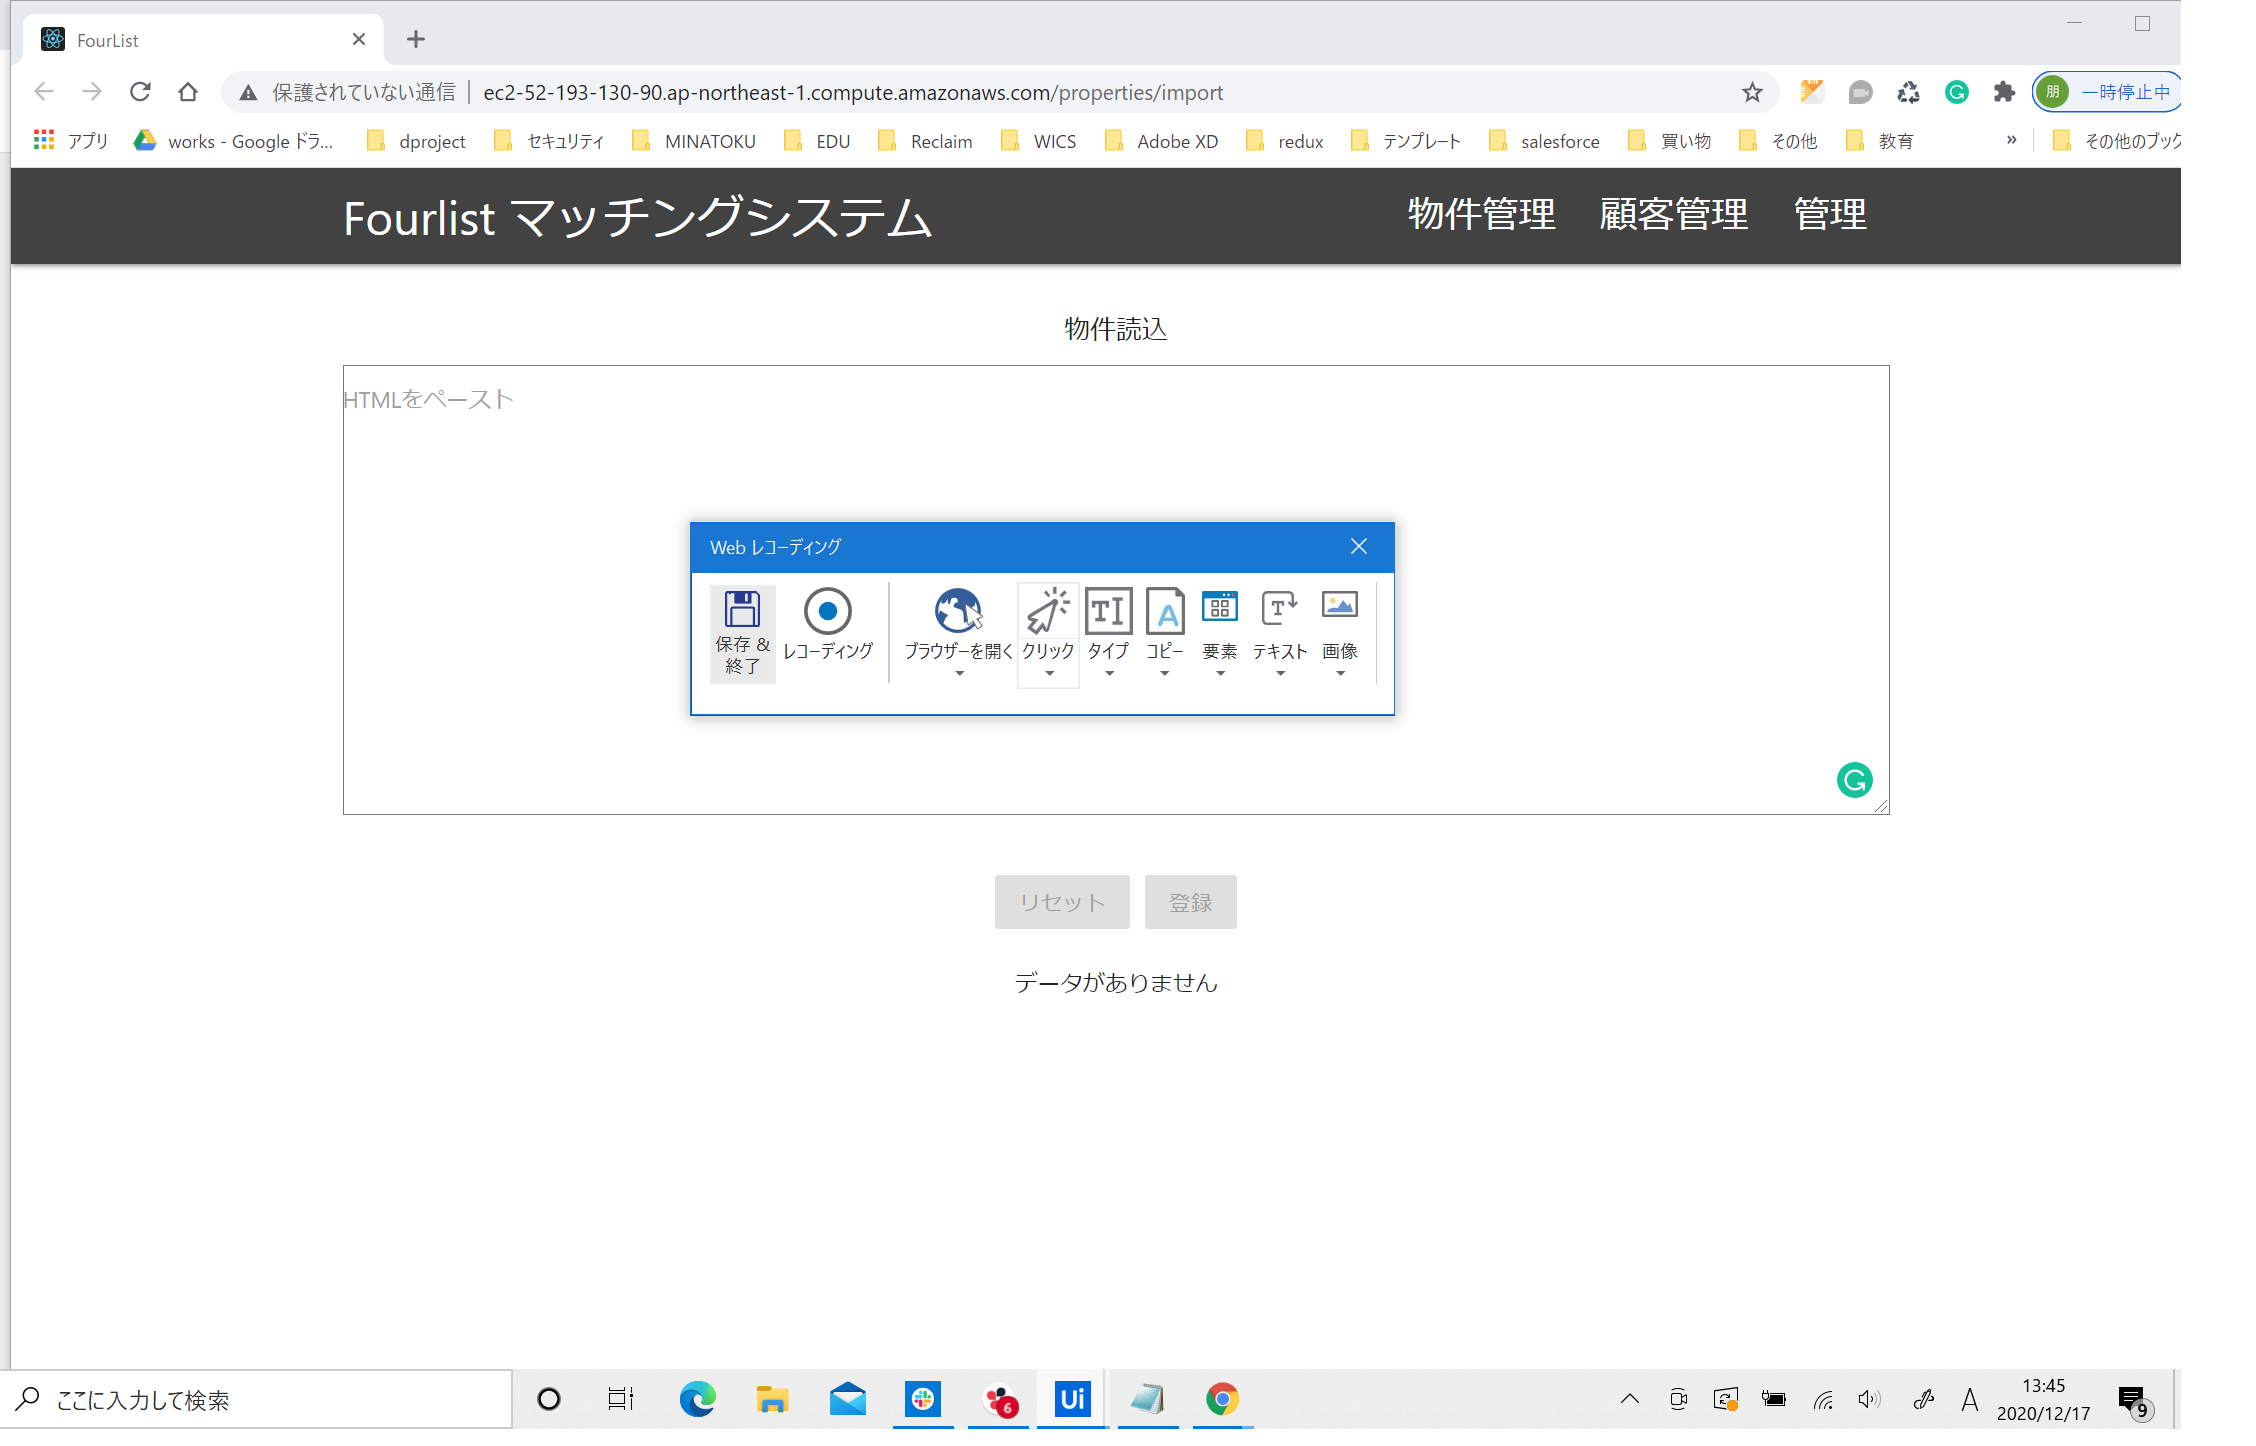 FourList
保護されていない通信 | ec2-52-193-130-90.ap-northeast-1.compute.amazonaws.com/properties/import
朋 一時停止中
アプリ works - Google ドラ... dproject セキュリティ MINATOKU EDU Reclaim WICS Adobe XD redux テンプレート salesforce 買い物 その他 教育 » その他のブック
Fourlist マッチングシステム 物件管理 顧客管理 管理
物件読込
HTMLをペースト
Web レコーディング
保存 &
終了
レコーディング ブラウザーを開く クリック タイプ コピー 要素 テキスト 画像
リセット 登録
データがありません
ここに入力して検索
6
Ui
A
13:45
2020/12/17
9